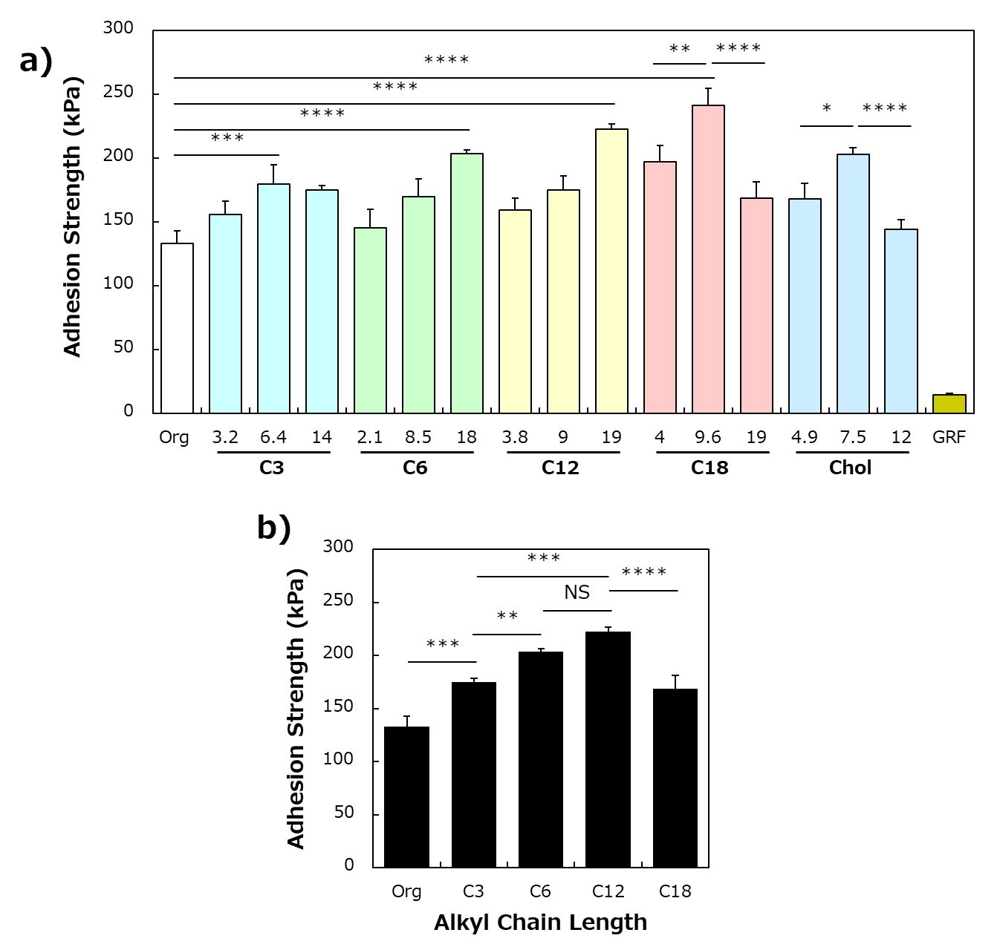 a)
Adhesion Strength (kPa)
300
250
200
150
100
50
0
****
****
****
***
** ****
* ****
Org 3.2 6.4 14 2.1 8.5 18 3.8 9 19 4 9.6 19 4.9 7.5 12 GRF
C3 C6 C12 C18 Chol
b)
Adhesion Strength (kPa)
300
250
200
150
100
50
0
***
****
NS
**
***
Org C3 C6 C12 C18
Alkyl Chain Length